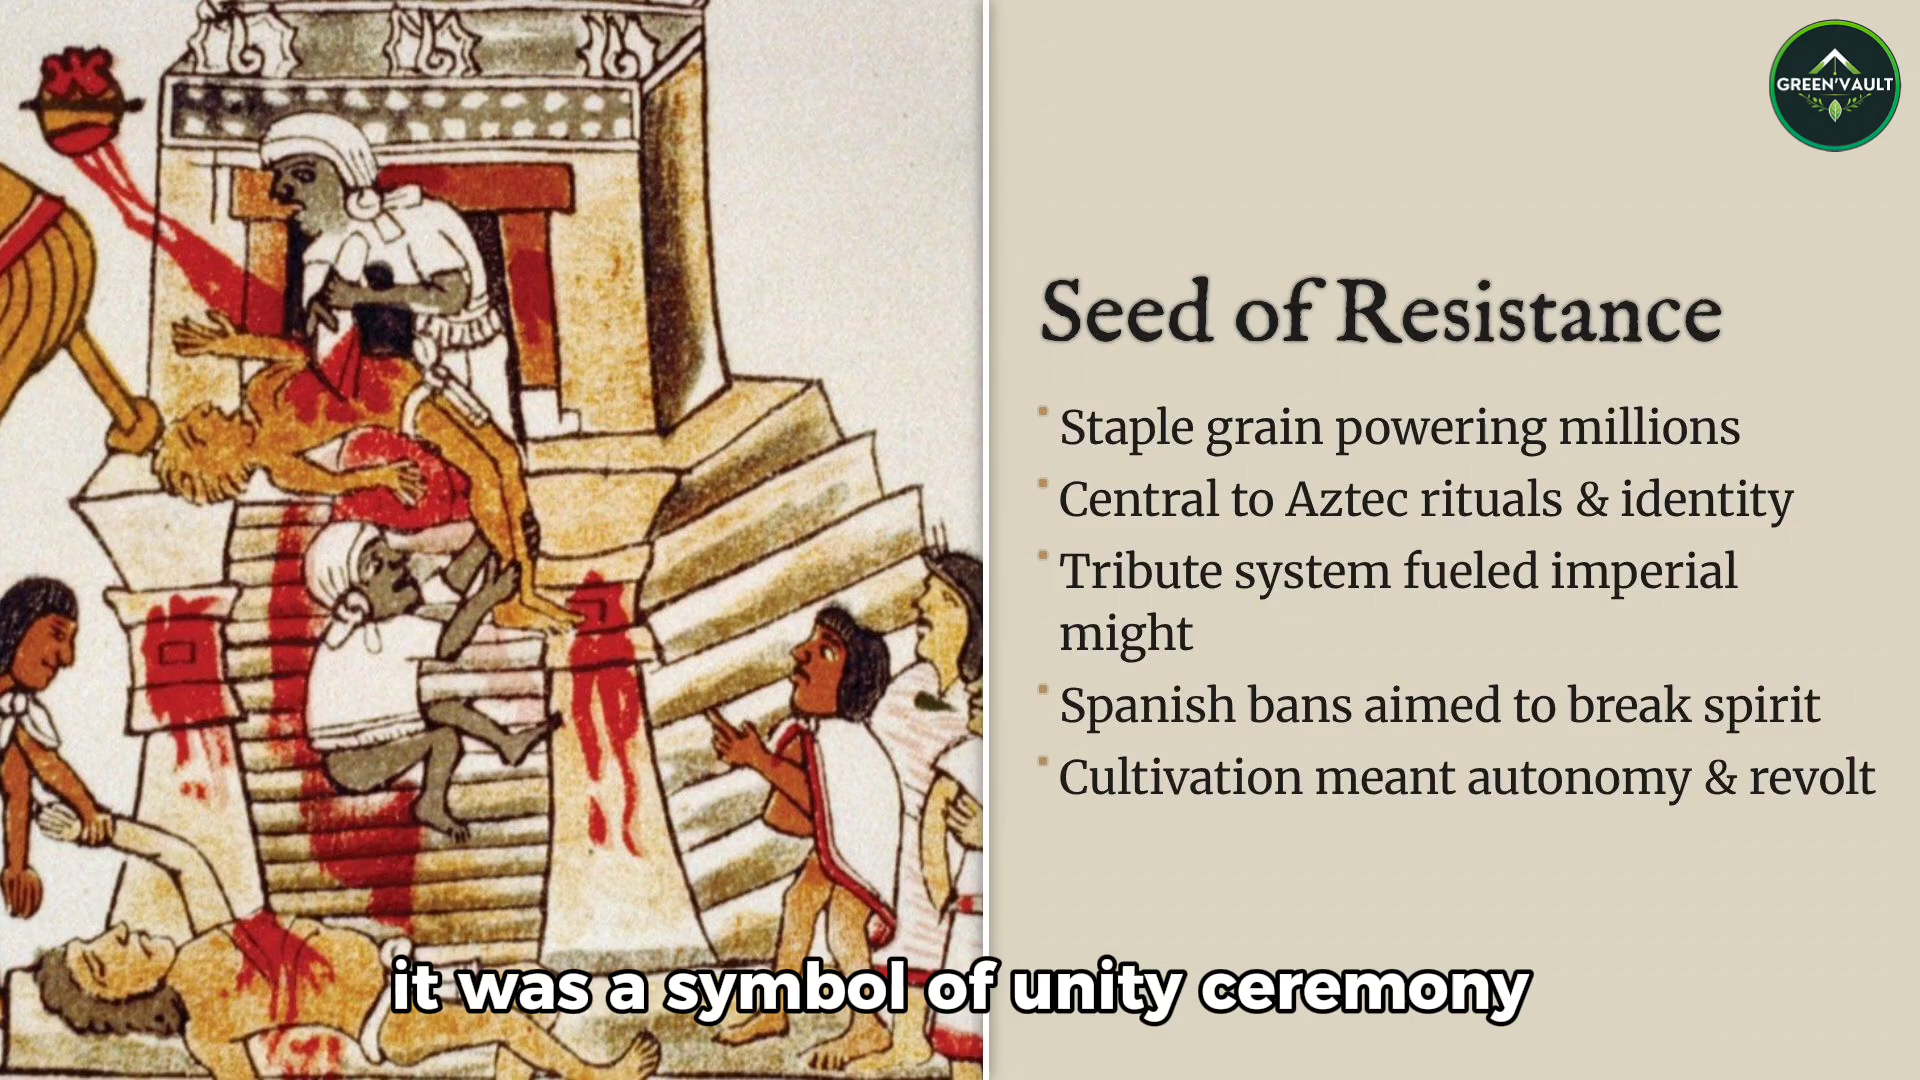 GREEN'VAULT
Seed of Resistance
Staple grain powering millions
Central to Aztec rituals & identity
Tribute system fueled imperial
might
Spanish bans aimed to break spirit
Cultivation meant autonomy & revolt
it was a symbol of unity ceremony